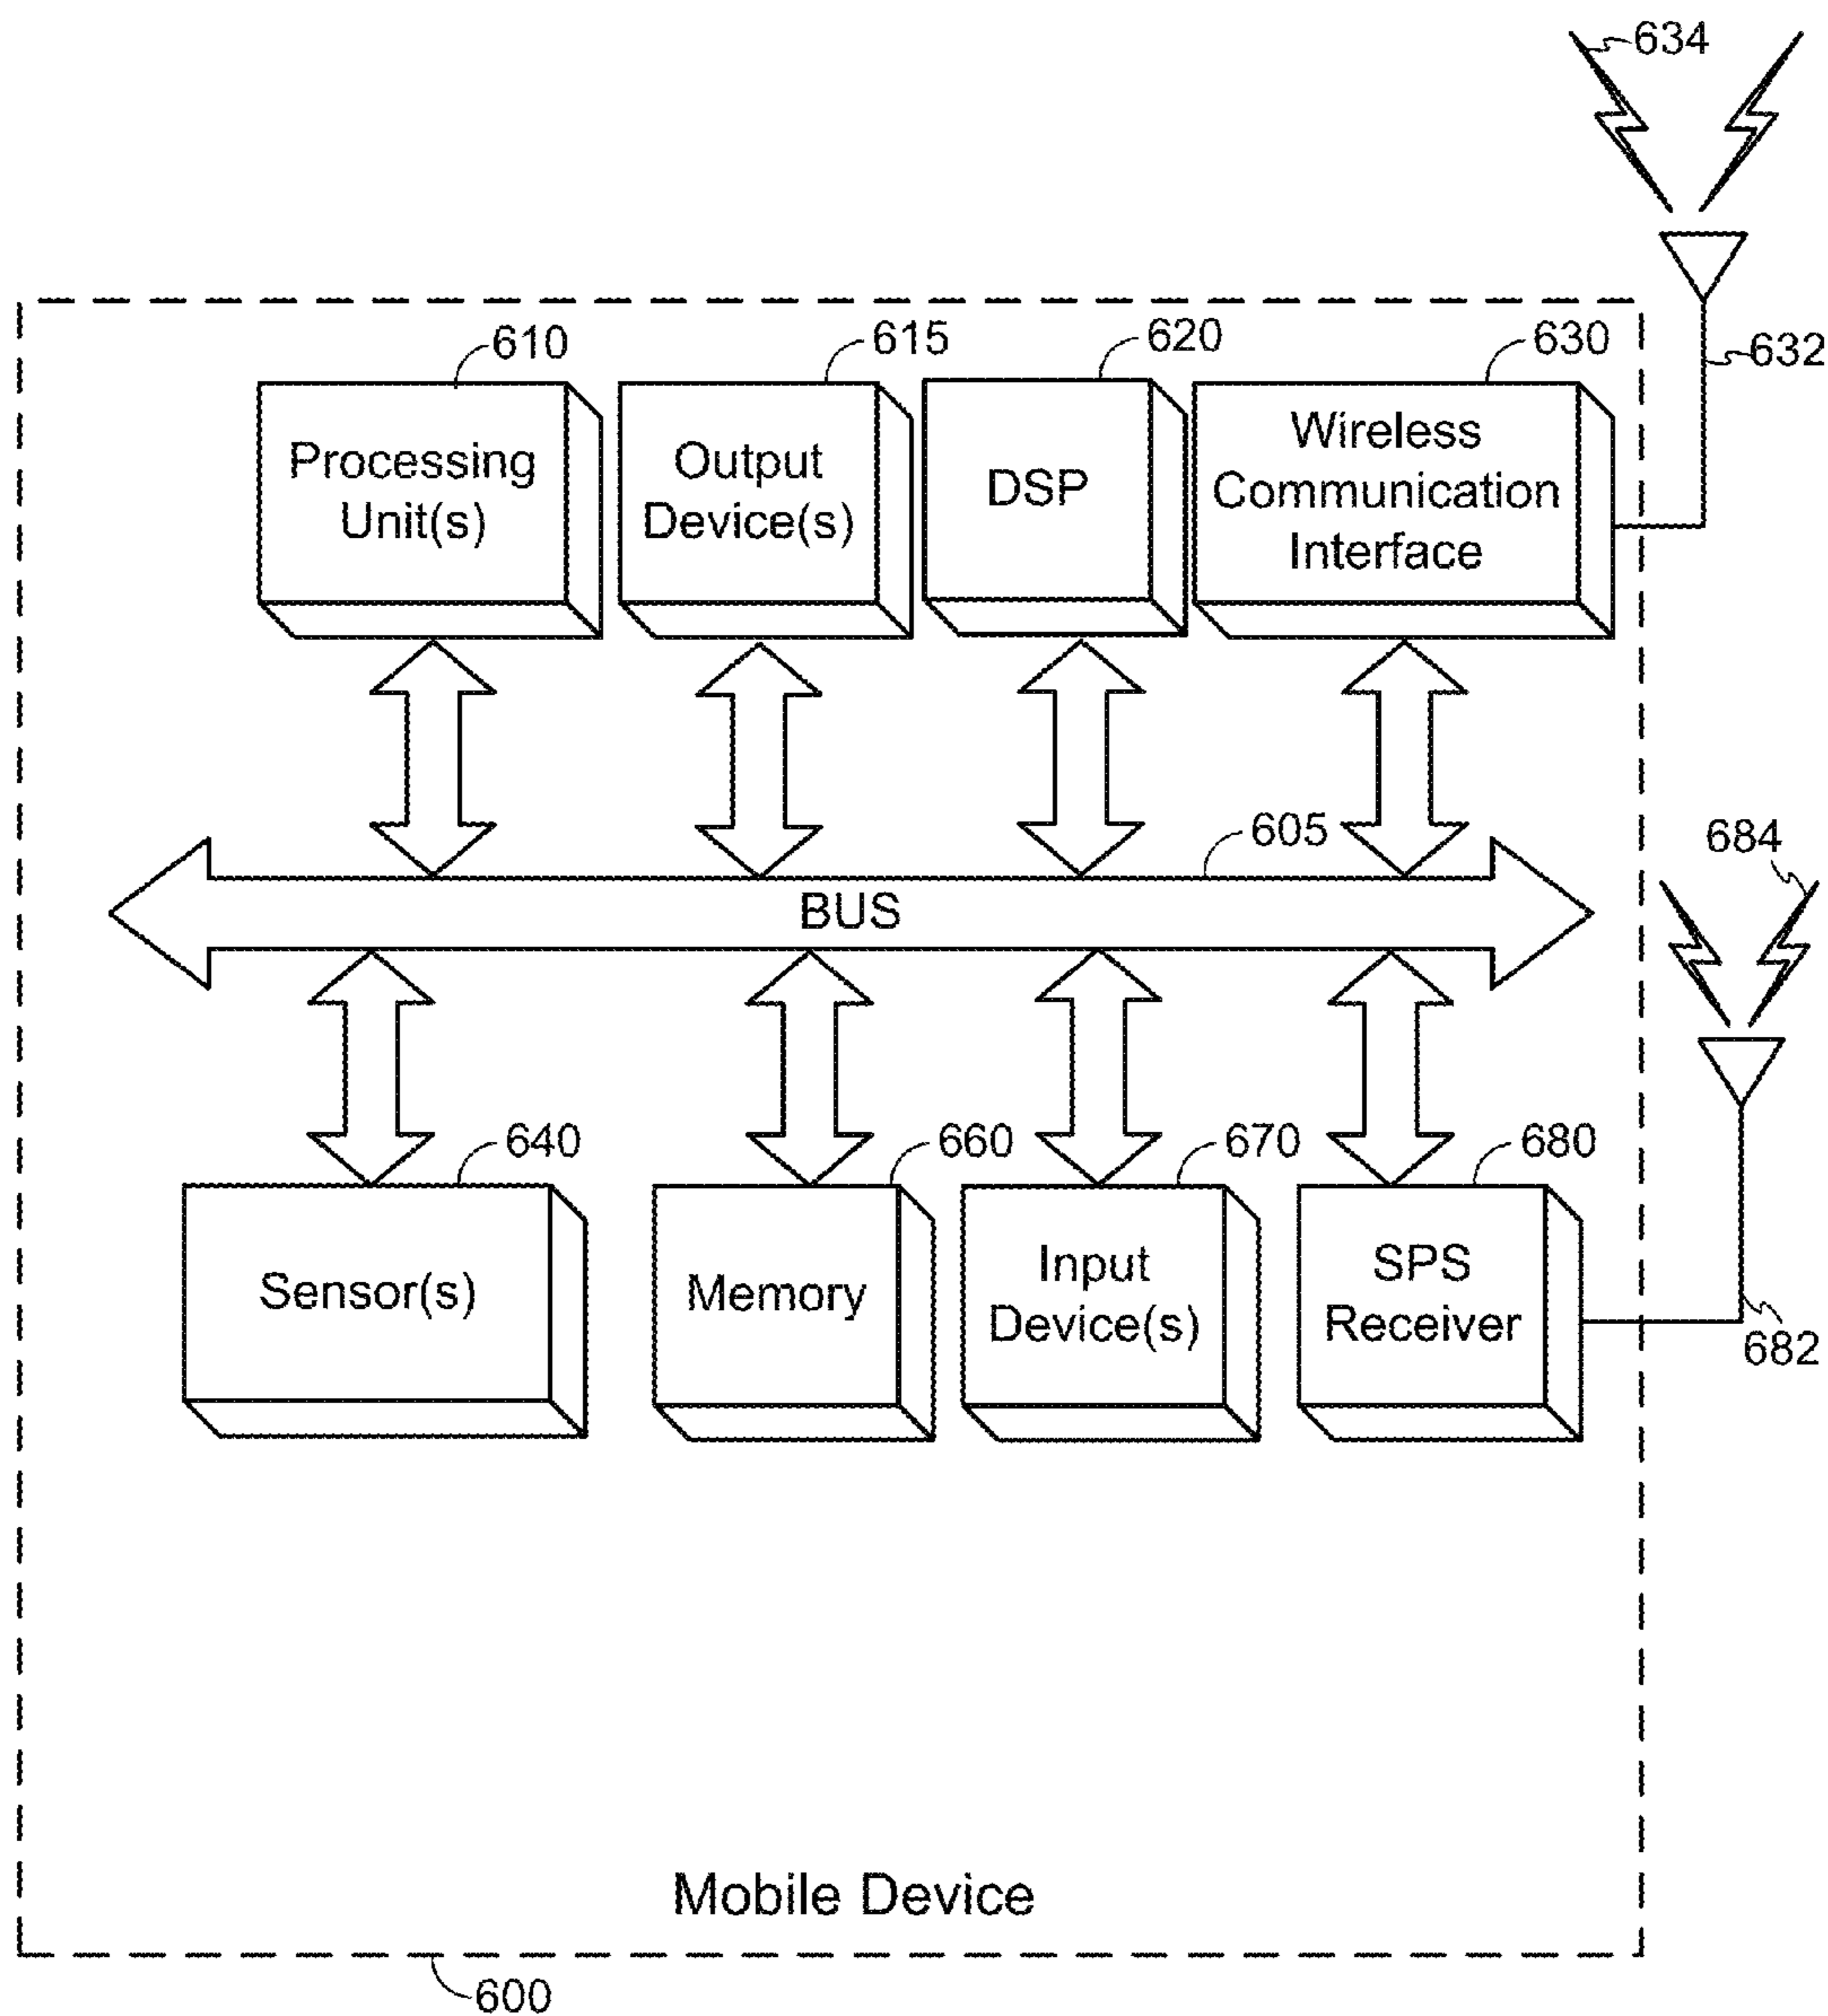 634
632
610
615
620
630
Processing
Unit(s)
Output
Device(s)
DSP
Wireless
Communication
Interface
605
BUS
684
640
660
670
680
Sensor(s)
Memory
Input
Device(s)
SPS
Receiver
682
Mobile Device
600